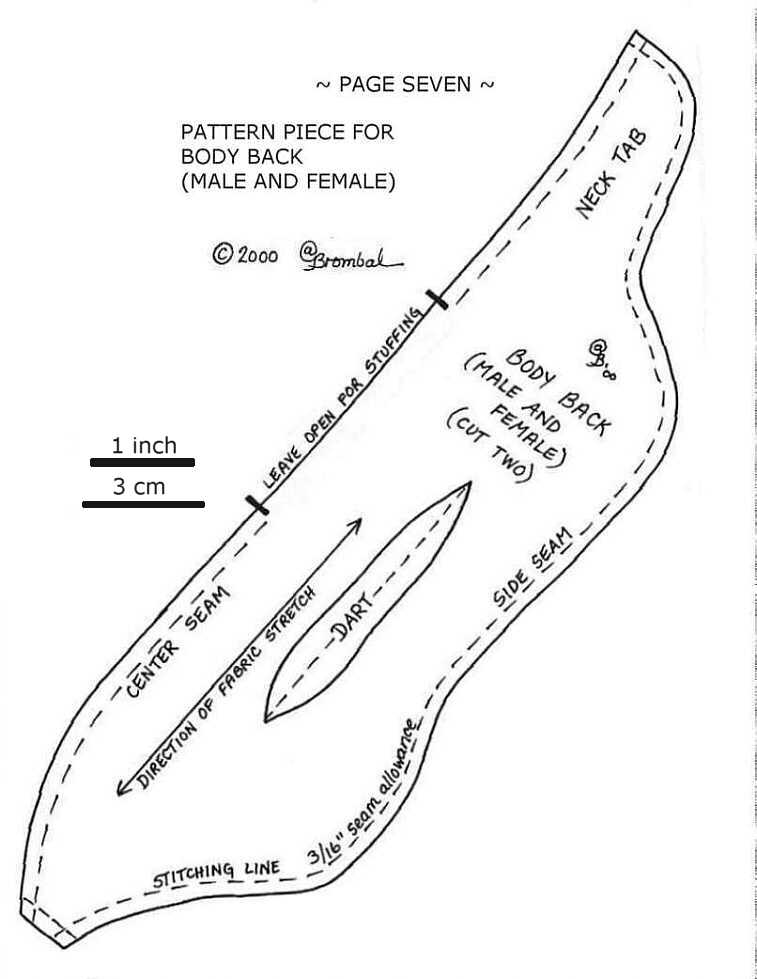 ~ PAGE SEVEN ~
PATTERN PIECE FOR
BODY BACK
(MALE AND FEMALE)
© 2000 @Brombal
NECK TAB
LEAVE OPEN FOR STUFFING
BODY BACK
(MALE AND
FEMALE)
(CUT TWO)
1 inch
3 cm
SIDE SEAM
DART
CENTER SEAM
DIRECTION OF FABRIC STRETCH
3/16" seam allowance
STITCHING LINE